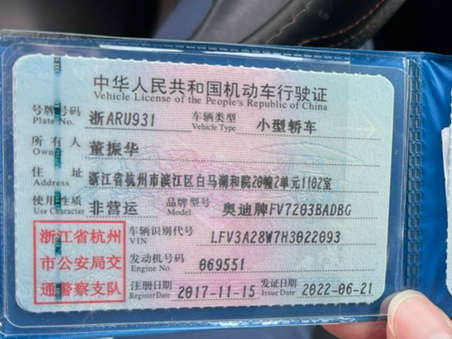 中华人民共和国机动车行驶证
Vehicle License of the People's Republic of China
号牌号码 浙ARU931 车辆类型 小型轿车
Plate No. Vehicle Type
所有人 董振华
Owner
住址 浙江省杭州市滨江区白马湖和院20幢2单元1102室
Address
使用性质 非营运 品牌型号 奥迪牌FV7203BADBG
Use Character Model
浙江省杭州
市公安局交
通警察支队
车辆识别代号 LFV3A28W7H3022093
VIN
发动机号码 069551
Engine No.
注册日期 2017-11-15 发证日期 2022-06-21
Register Date Issue Date